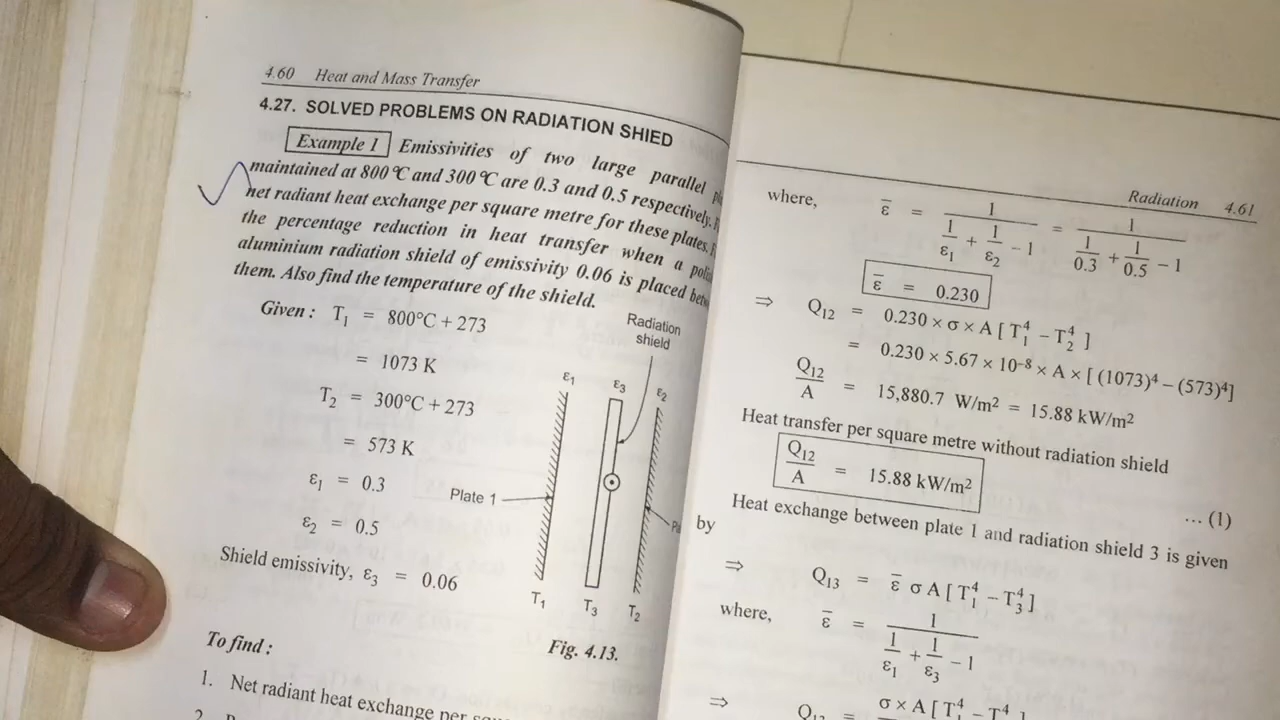 4.60 Heat and Mass Transfer
4.27. SOLVED PROBLEMS ON RADIATION SHIED
Example 1 Emissivities of two large parallel
maintained at 800°C and 300°C are 0.3 and 0.5 respectively.
net radiant heat exchange per square metre for these plates.
the percentage reduction in heat transfer when a
aluminium radiation shield of emissivity 0.06 is placed
them. Also find the temperature of the shield.
Given : T₁ = 800°C + 273
= 1073 K
T₂ = 300°C + 273
= 573 K
ε₁ = 0.3
ε₂ = 0.5
Shield emissivity, ε₃ = 0.06
Radiation
shield
ε₁ ε₃ ε₂
Plate 1
T₁ T₃ T₂
Fig. 4.13.
To find :
1. Net radiant heat exchange per
2.
Radiation 4.61
where, ε̅ = 1 / (1/ε₁ + 1/ε₂ − 1) = 1 / (1/0.3 + 1/0.5 − 1)
ε̅ = 0.230
⇒ Q₁₂ = 0.230 × σ × A [ T₁⁴ − T₂⁴ ]
= 0.230 × 5.67 × 10⁻⁸ × A × [ (1073)⁴ − (573)⁴]
Q₁₂/A = 15,880.7 W/m² = 15.88 kW/m²
Heat transfer per square metre without radiation shield
Q₁₂/A = 15.88 kW/m²
... (1)
Heat exchange between plate 1 and radiation shield 3 is given
by
⇒ Q₁₃ = ε̅ σ A [ T₁⁴ − T₃⁴ ]
where, ε̅ = 1 / (1/ε₁ + 1/ε₃ − 1)
⇒ = σ × A [ T₁⁴ − T